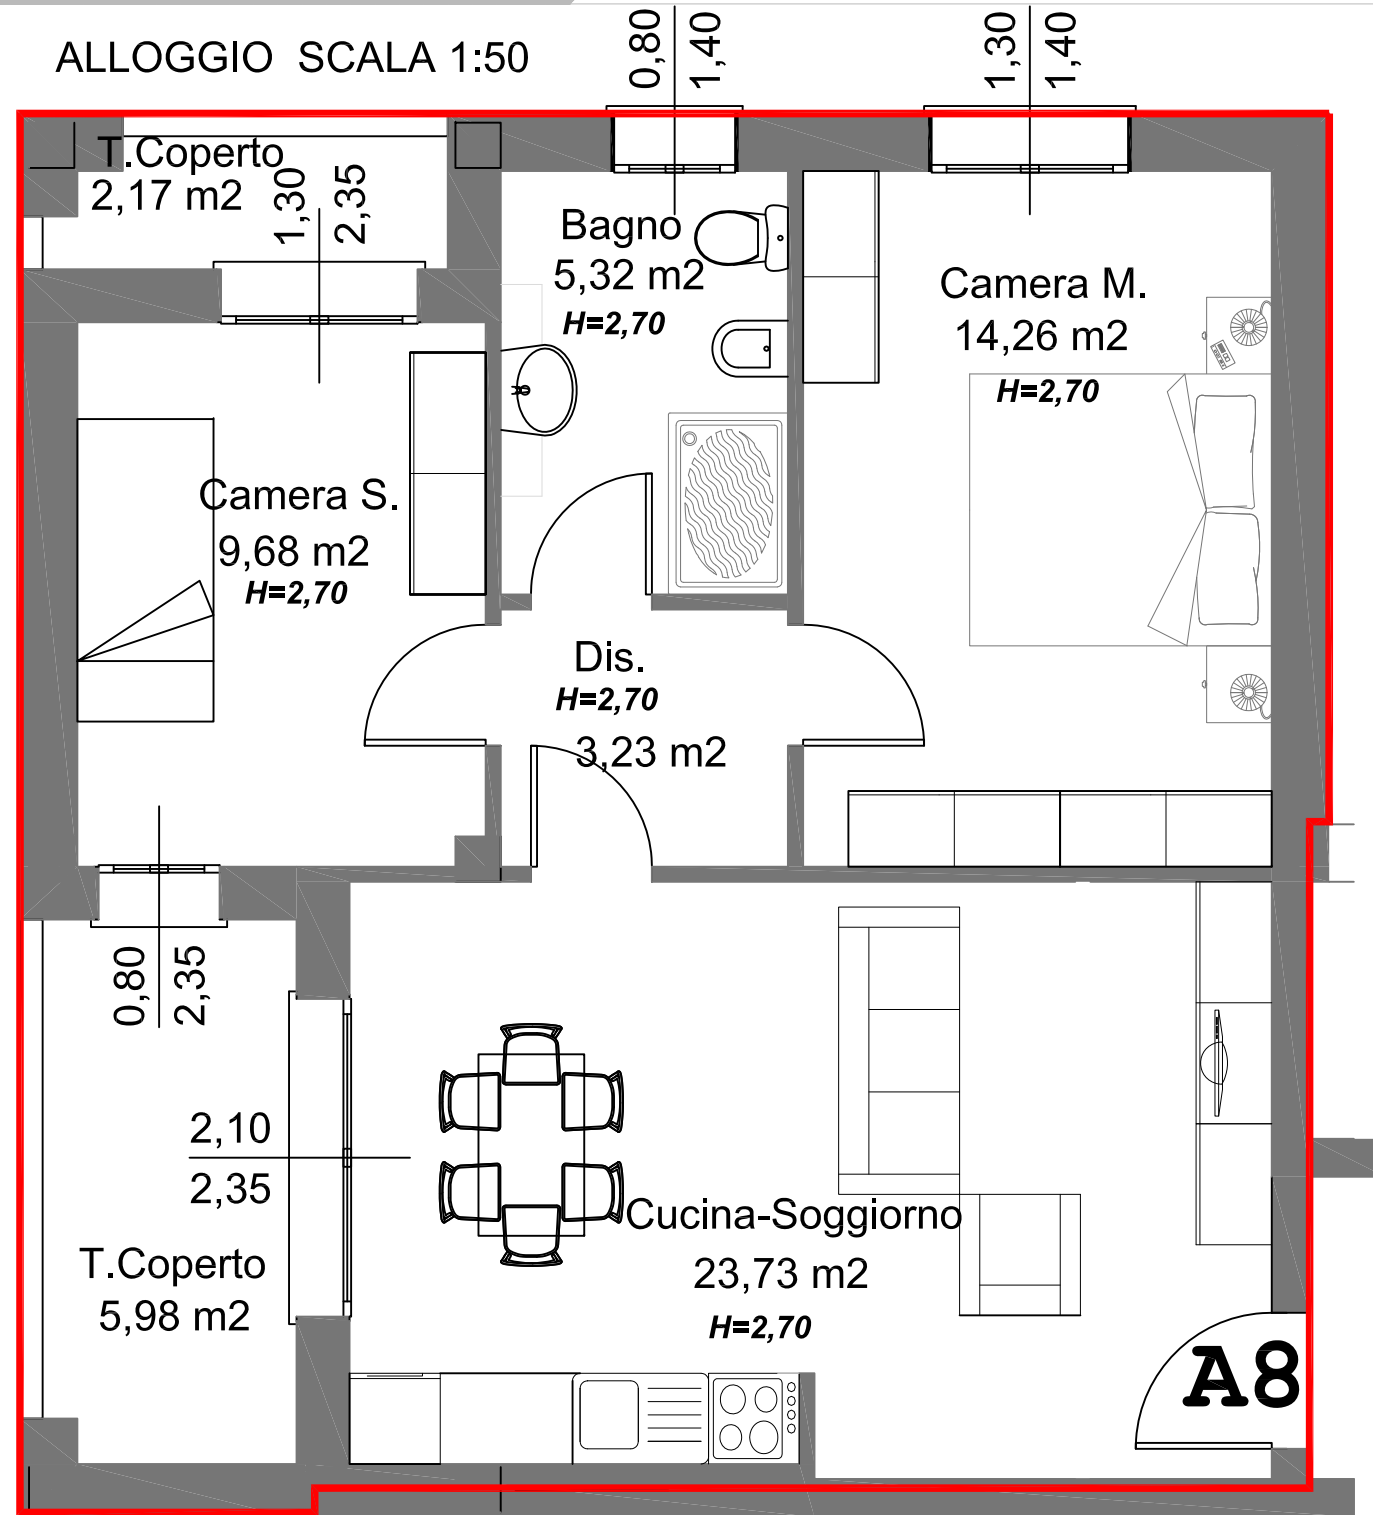 ALLOGGIO SCALA 1:50
0,80
1,40
1,30
1,40
T.Coperto
2,17 m2
1,30
2,35
Bagno
5,32 m2
H=2,70
Camera M.
14,26 m2
H=2,70
Camera S.
9,68 m2
H=2,70
Dis.
H=2,70
3,23 m2
0,80
2,35
2,10
2,35
T.Coperto
5,98 m2
Cucina-Soggiorno
23,73 m2
H=2,70
A8